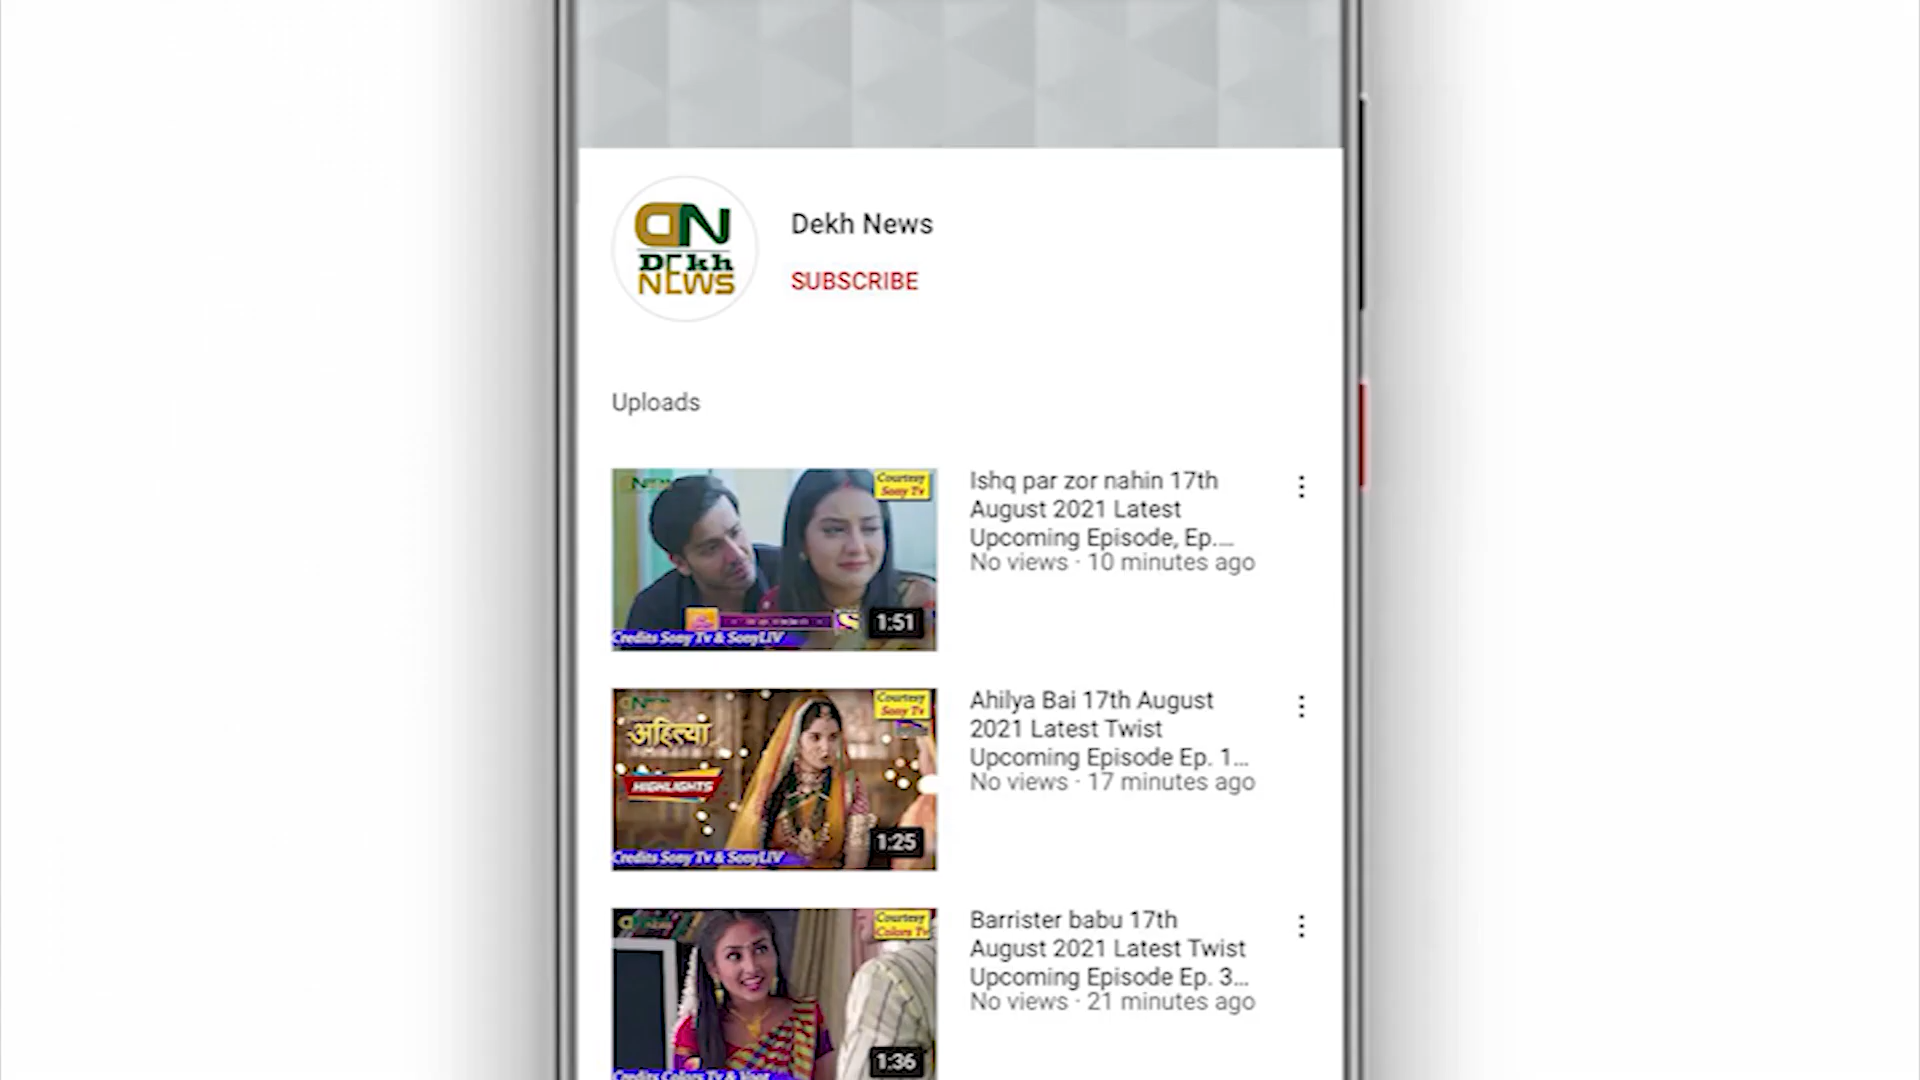 DN
Dekh
NEWS
Dekh News
SUBSCRIBE
Uploads
Courtesy
Sony Tv
Credits Sony Tv & SonyLIV
1:51
Ishq par zor nahin 17th
August 2021 Latest
Upcoming Episode, Ep....
No views · 10 minutes ago
Courtesy
Sony Tv
अहिल्या
HIGHLIGHTS
Credits Sony Tv & SonyLIV
1:25
Ahilya Bai 17th August
2021 Latest Twist
Upcoming Episode Ep. 1...
No views · 17 minutes ago
Courtesy
Colors Tv
Credits Colors Tv & Voot
1:36
Barrister babu 17th
August 2021 Latest Twist
Upcoming Episode Ep. 3...
No views · 21 minutes ago